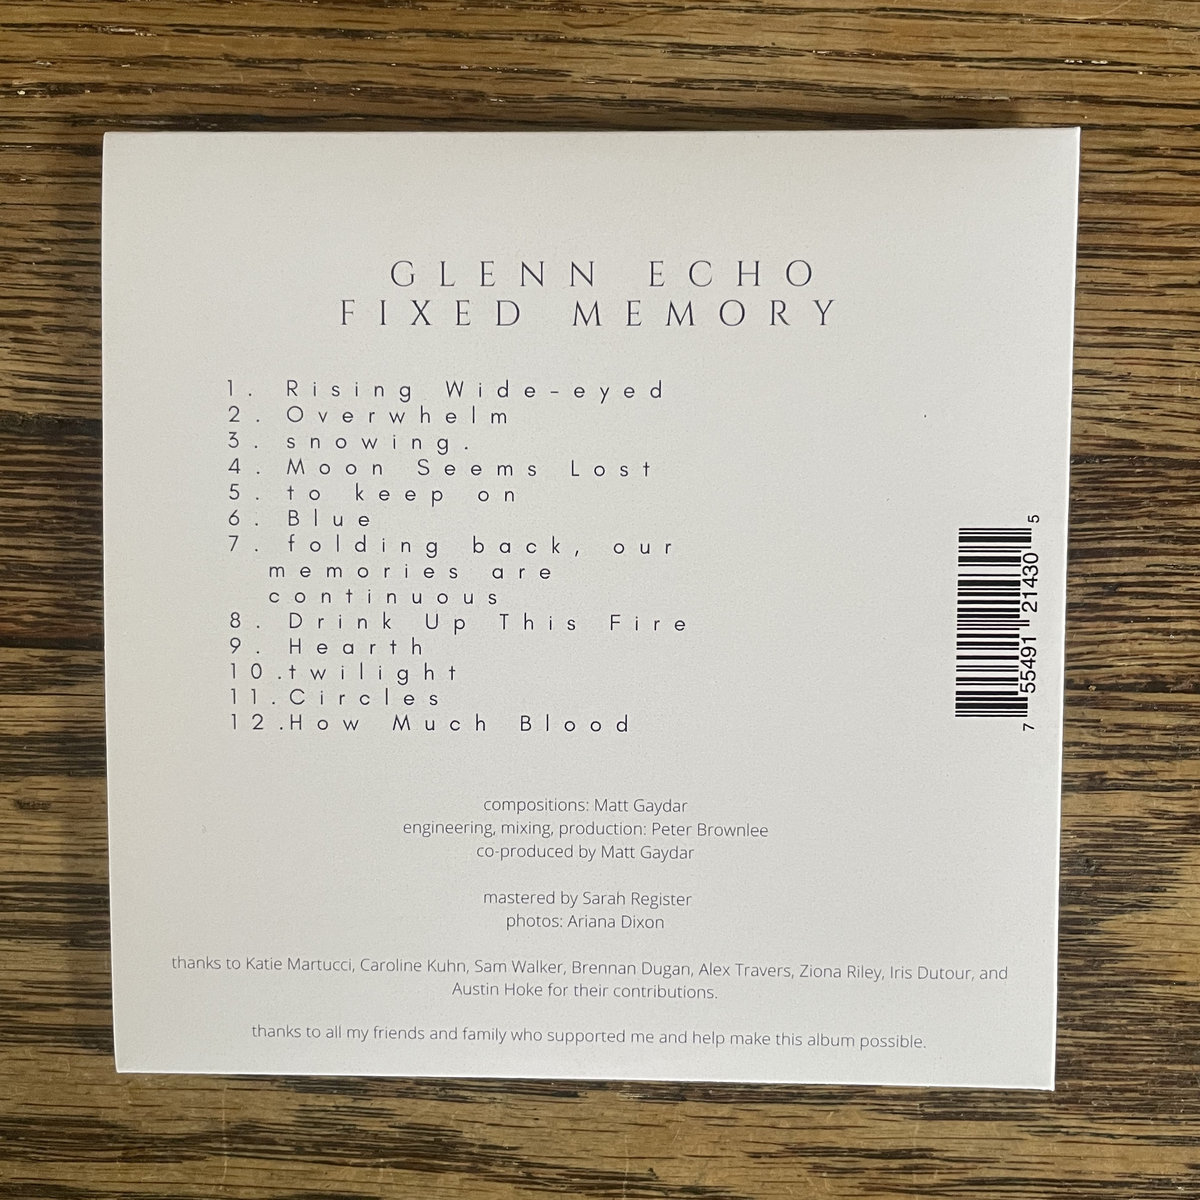 GLENN ECHO
FIXED MEMORY
1. Rising Wide-eyed
2. Overwhelm
3. snowing.
4. Moon Seems Lost
5. to keep on
6. Blue
7. folding back, our
memories are
continuous
8. Drink Up This Fire
9. Hearth
10.twilight
11.Circles
12.How Much Blood
7 55491 21430 5
compositions: Matt Gaydar
engineering, mixing, production: Peter Brownlee
co-produced by Matt Gaydar
mastered by Sarah Register
photos: Ariana Dixon
thanks to Katie Martucci, Caroline Kuhn, Sam Walker, Brennan Dugan, Alex Travers, Ziona Riley, Iris Dutour, and
Austin Hoke for their contributions.
thanks to all my friends and family who supported me and help make this album possible.